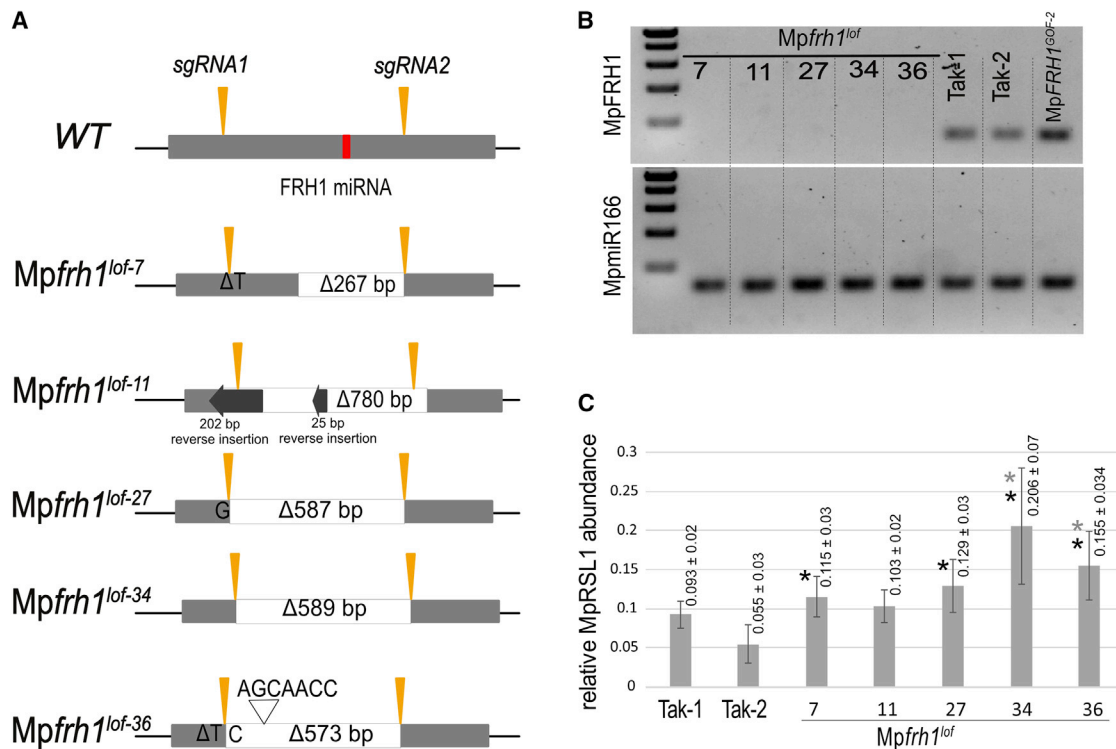 A
sgRNA1 sgRNA2
WT
FRH1 miRNA
Mpfrh1lof-7
ΔT
Δ267 bp
Mpfrh1lof-11
Δ780 bp
202 bp
reverse insertion
25 bp
reverse insertion
Mpfrh1lof-27
G
Δ587 bp
Mpfrh1lof-34
Δ589 bp
AGCAACC
Mpfrh1lof-36
ΔT
C
Δ573 bp
B
MpFRH1
Mpfrh1lof
7 11 27 34 36 Tak-1 Tak-2 MpFRH1GOF-2
MpmiR166
C
relative MpRSL1 abundance
0.3
0.25
0.2
0.15
0.1
0.05
0
0.093 ± 0.02
0.055 ± 0.03
* 0.115 ± 0.03
0.103 ± 0.02
* 0.129 ± 0.03
* * 0.206 ± 0.07
* * 0.155 ± 0.034
Tak-1 Tak-2 7 11 27 34 36
Mpfrh1lof